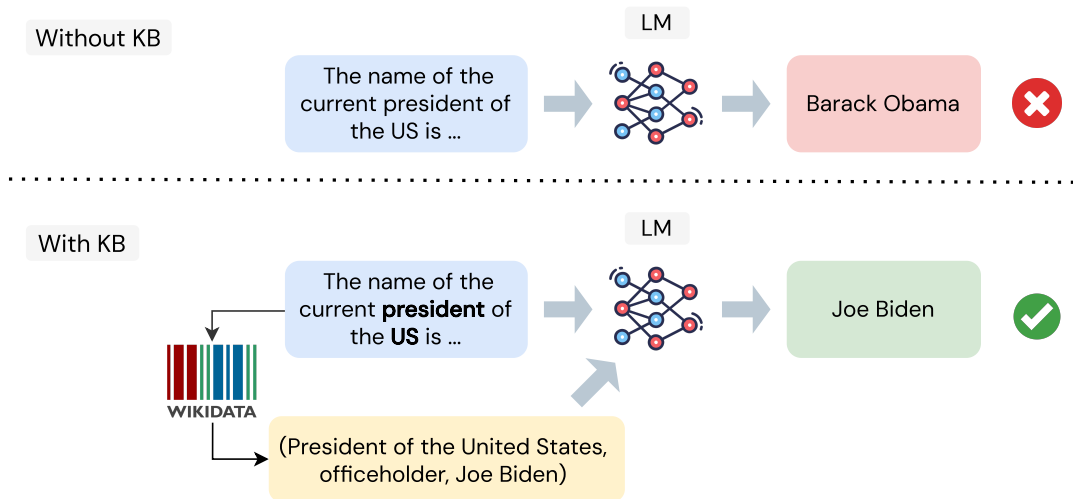 Without KB
LM
The name of the
current president of
the US is ...
Barack Obama
With KB
LM
The name of the
current president of
the US is ...
Joe Biden
WIKIDATA
(President of the United States,
officeholder, Joe Biden)